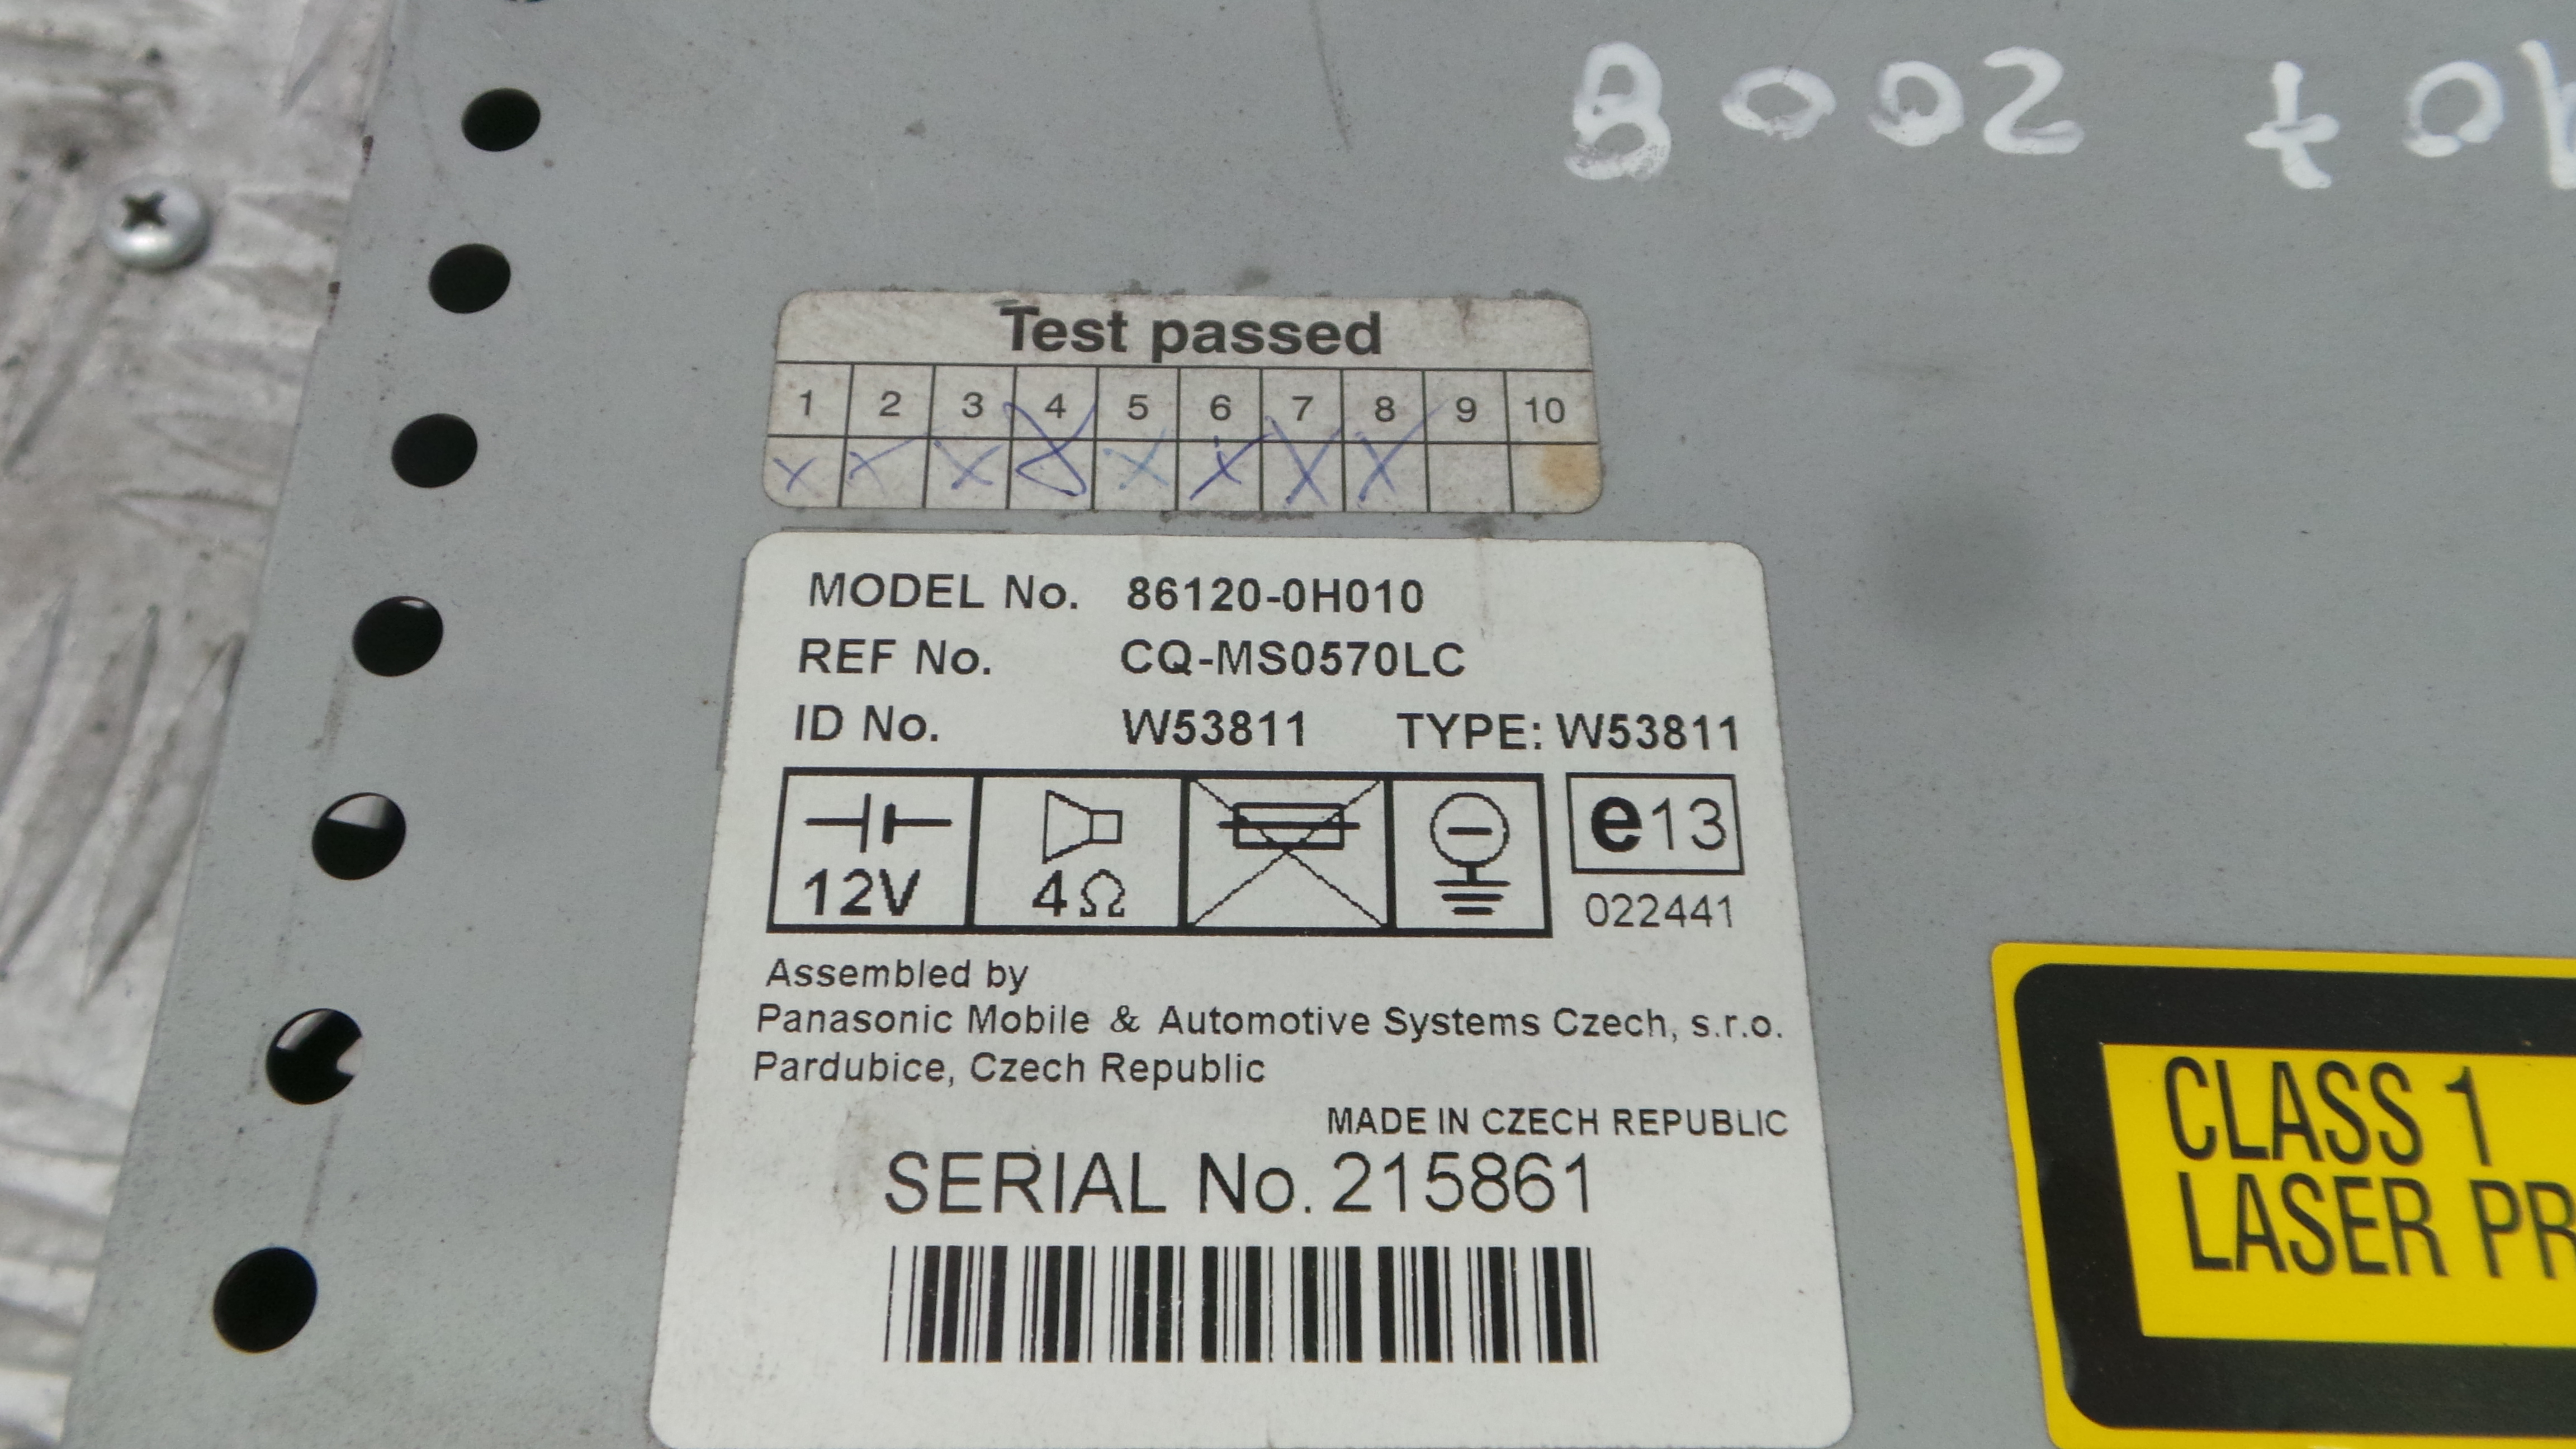 107 2008
Test passed
1 2 3 4 5 6 7 8 9 10
x x x x x x x x
MODEL No. 86120-0H010
REF No. CQ-MS0570LC
ID No. W53811 TYPE: W53811
12V 4Ω e13
022441
Assembled by
Panasonic Mobile & Automotive Systems Czech, s.r.o.
Pardubice, Czech Republic
MADE IN CZECH REPUBLIC
SERIAL No. 215861
CLASS 1
LASER PR